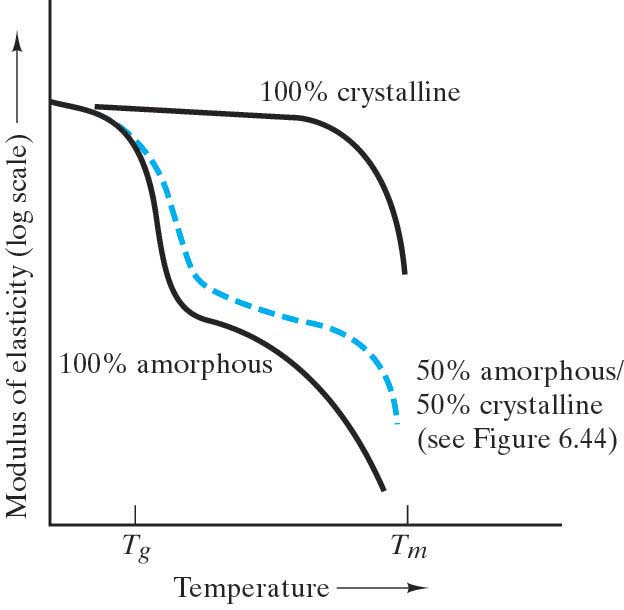 100% crystalline
Modulus of elasticity (log scale)
100% amorphous
50% amorphous/
50% crystalline
(see Figure 6.44)
Tg
Tm
Temperature